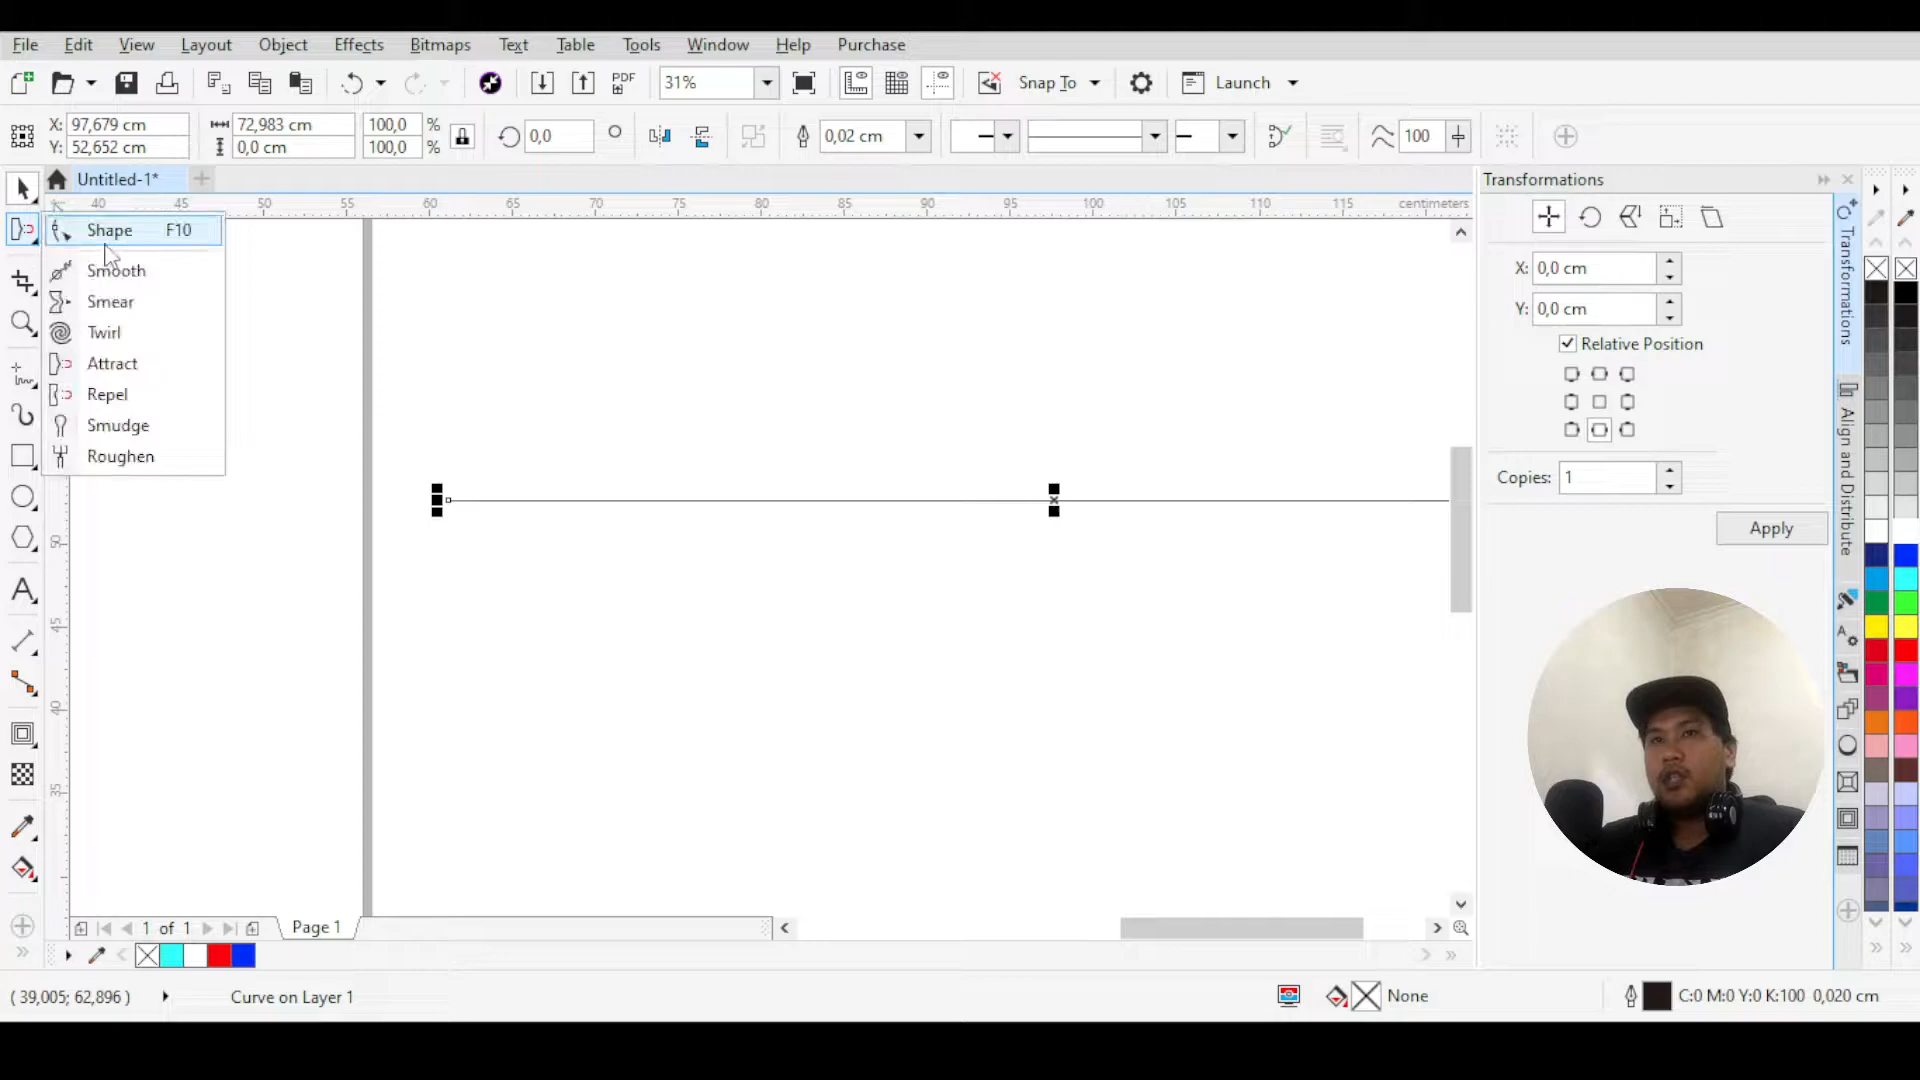 File Edit View Layout Object Effects Bitmaps Text Table Tools Window Help Purchase
PDF 31% Snap To Launch
X: 97,679 cm 72,983 cm 100,0 %
Y: 52,652 cm 0,0 cm 100,0 %
0,0 0,02 cm 100
Untitled-1*
40 45 50 55 60 65 70 75 80 85 90 95 100 105 110 115 centimeters
Shape F10
Smooth
Smear
Twirl
Attract
Repel
Smudge
Roughen
50
45
40
35
Transformations
X: 0,0 cm
Y: 0,0 cm
Relative Position
Copies: 1
Apply
Transformations
Align and Distribute
1 of 1 Page 1
( 39,005; 62,896 ) Curve on Layer 1 None C:0 M:0 Y:0 K:100 0,020 cm